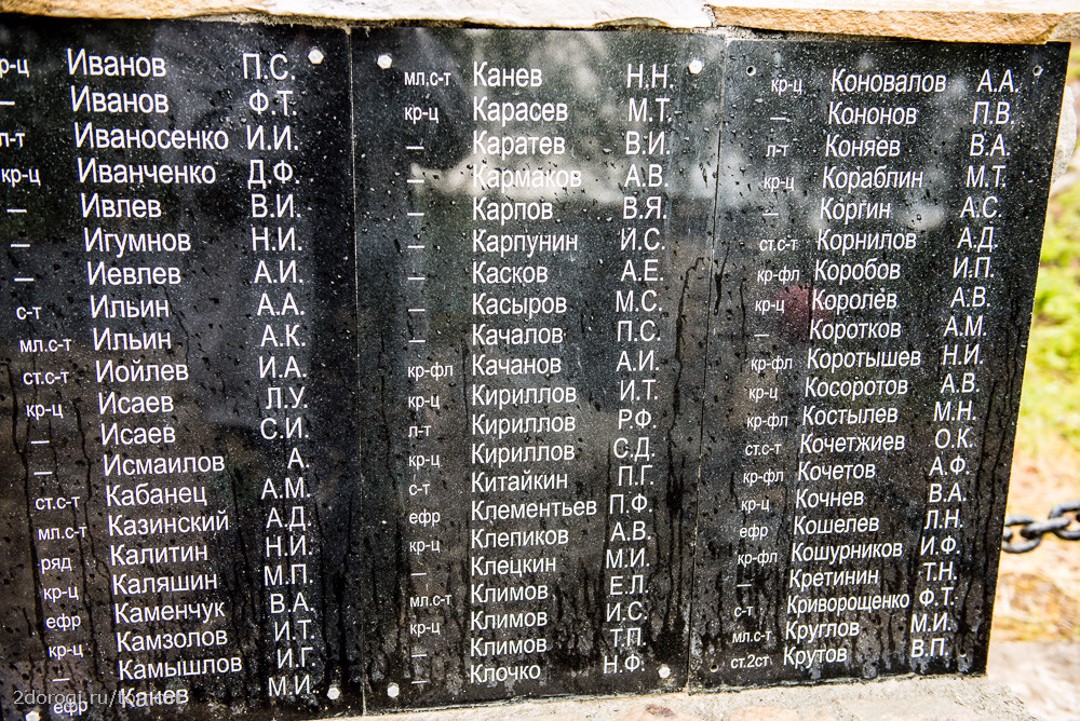 р-ц Иванов П.С.
— Иванов Ф.Т.
л-т Иваносенко И.И.
кр-ц Иванченко Д.Ф.
— Ивлев В.И.
— Игумнов Н.И.
— Иевлев А.И.
с-т Ильин А.А.
мл.с-т Ильин А.К.
ст.с-т Иойлев И.А.
кр-ц Исаев Л.У.
— Исаев С.И.
— Исмаилов А.
ст.с-т Кабанец А.М.
мл.с-т Казинский А.Д.
ряд Калитин Н.И.
кр-ц Каляшин М.П.
ефр Каменчук В.А.
кр-ц Камзолов И.Т.
— Камышлов И.Г.
ефр Канев М.И.
мл.с-т Канев Н.Н.
кр-ц Карасев М.Т.
— Каратев В.И.
— Кармаков А.В.
— Карпов В.Я.
— Карпунин И.С.
— Касков А.Е.
— Касыров М.С.
— Качалов П.С.
кр-фл Качанов А.И.
кр-ц Кириллов И.Т.
л-т Кириллов Р.Ф.
кр-ц Кириллов С.Д.
с-т Китайкин П.Г.
ефр Клементьев П.Ф.
кр-ц Клепиков А.В.
— Клецкин М.И.
мл.с-т Климов Е.Л.
кр-ц Климов И.С.
— Климов Т.П.
— Клочко Н.Ф.
кр-ц Коновалов А.А.
— Кононов П.В.
л-т Коняев В.А.
кр-ц Кораблин М.Т.
— Коргин А.С.
ст.с-т Корнилов А.Д.
кр-фл Коробов И.П.
кр-ц Королёв А.В.
— Коротков А.М.
кр-фл Коротышев Н.И.
кр-ц Косоротов А.В.
кр-фл Костылев М.Н.
ст.с-т Кочетжиев О.К.
кр-фл Кочетов А.Ф.
кр-ц Кочнев В.А.
ефр Кошелев Л.Н.
кр-фл Кошурников И.Ф.
— Кретинин Т.Н.
с-т Криворощенко Ф.Т.
мл.с-т Круглов М.И.
ст.2ст Крутов В.П.